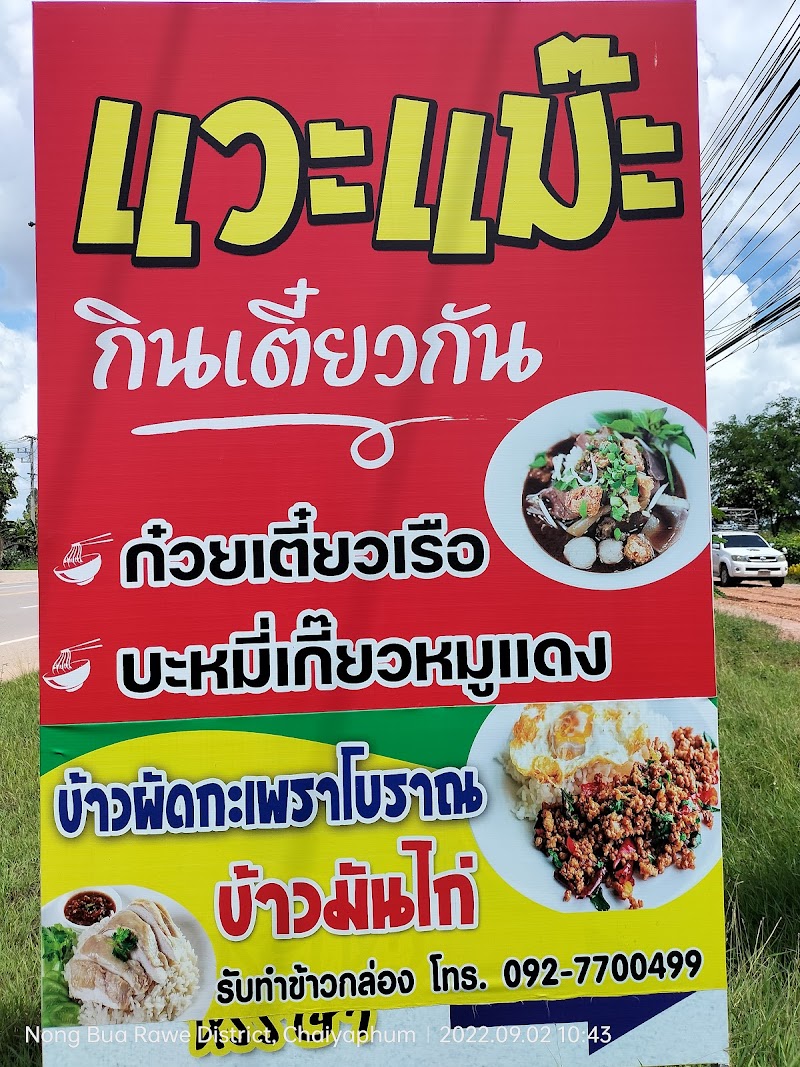 แวะแม๊ะ
กินเตี๋ยวกัน
ก๋วยเตี๋ยวเรือ
บะหมี่เกี๊ยวหมูแดง
ข้าวผัดกะเพราโบราณ
ข้าวมันไก่
รับทำข้าวกล่อง โทร. 092-7700499
Nong Bua Rawe District, Chaiyaphum | 2022.09.02 10:43